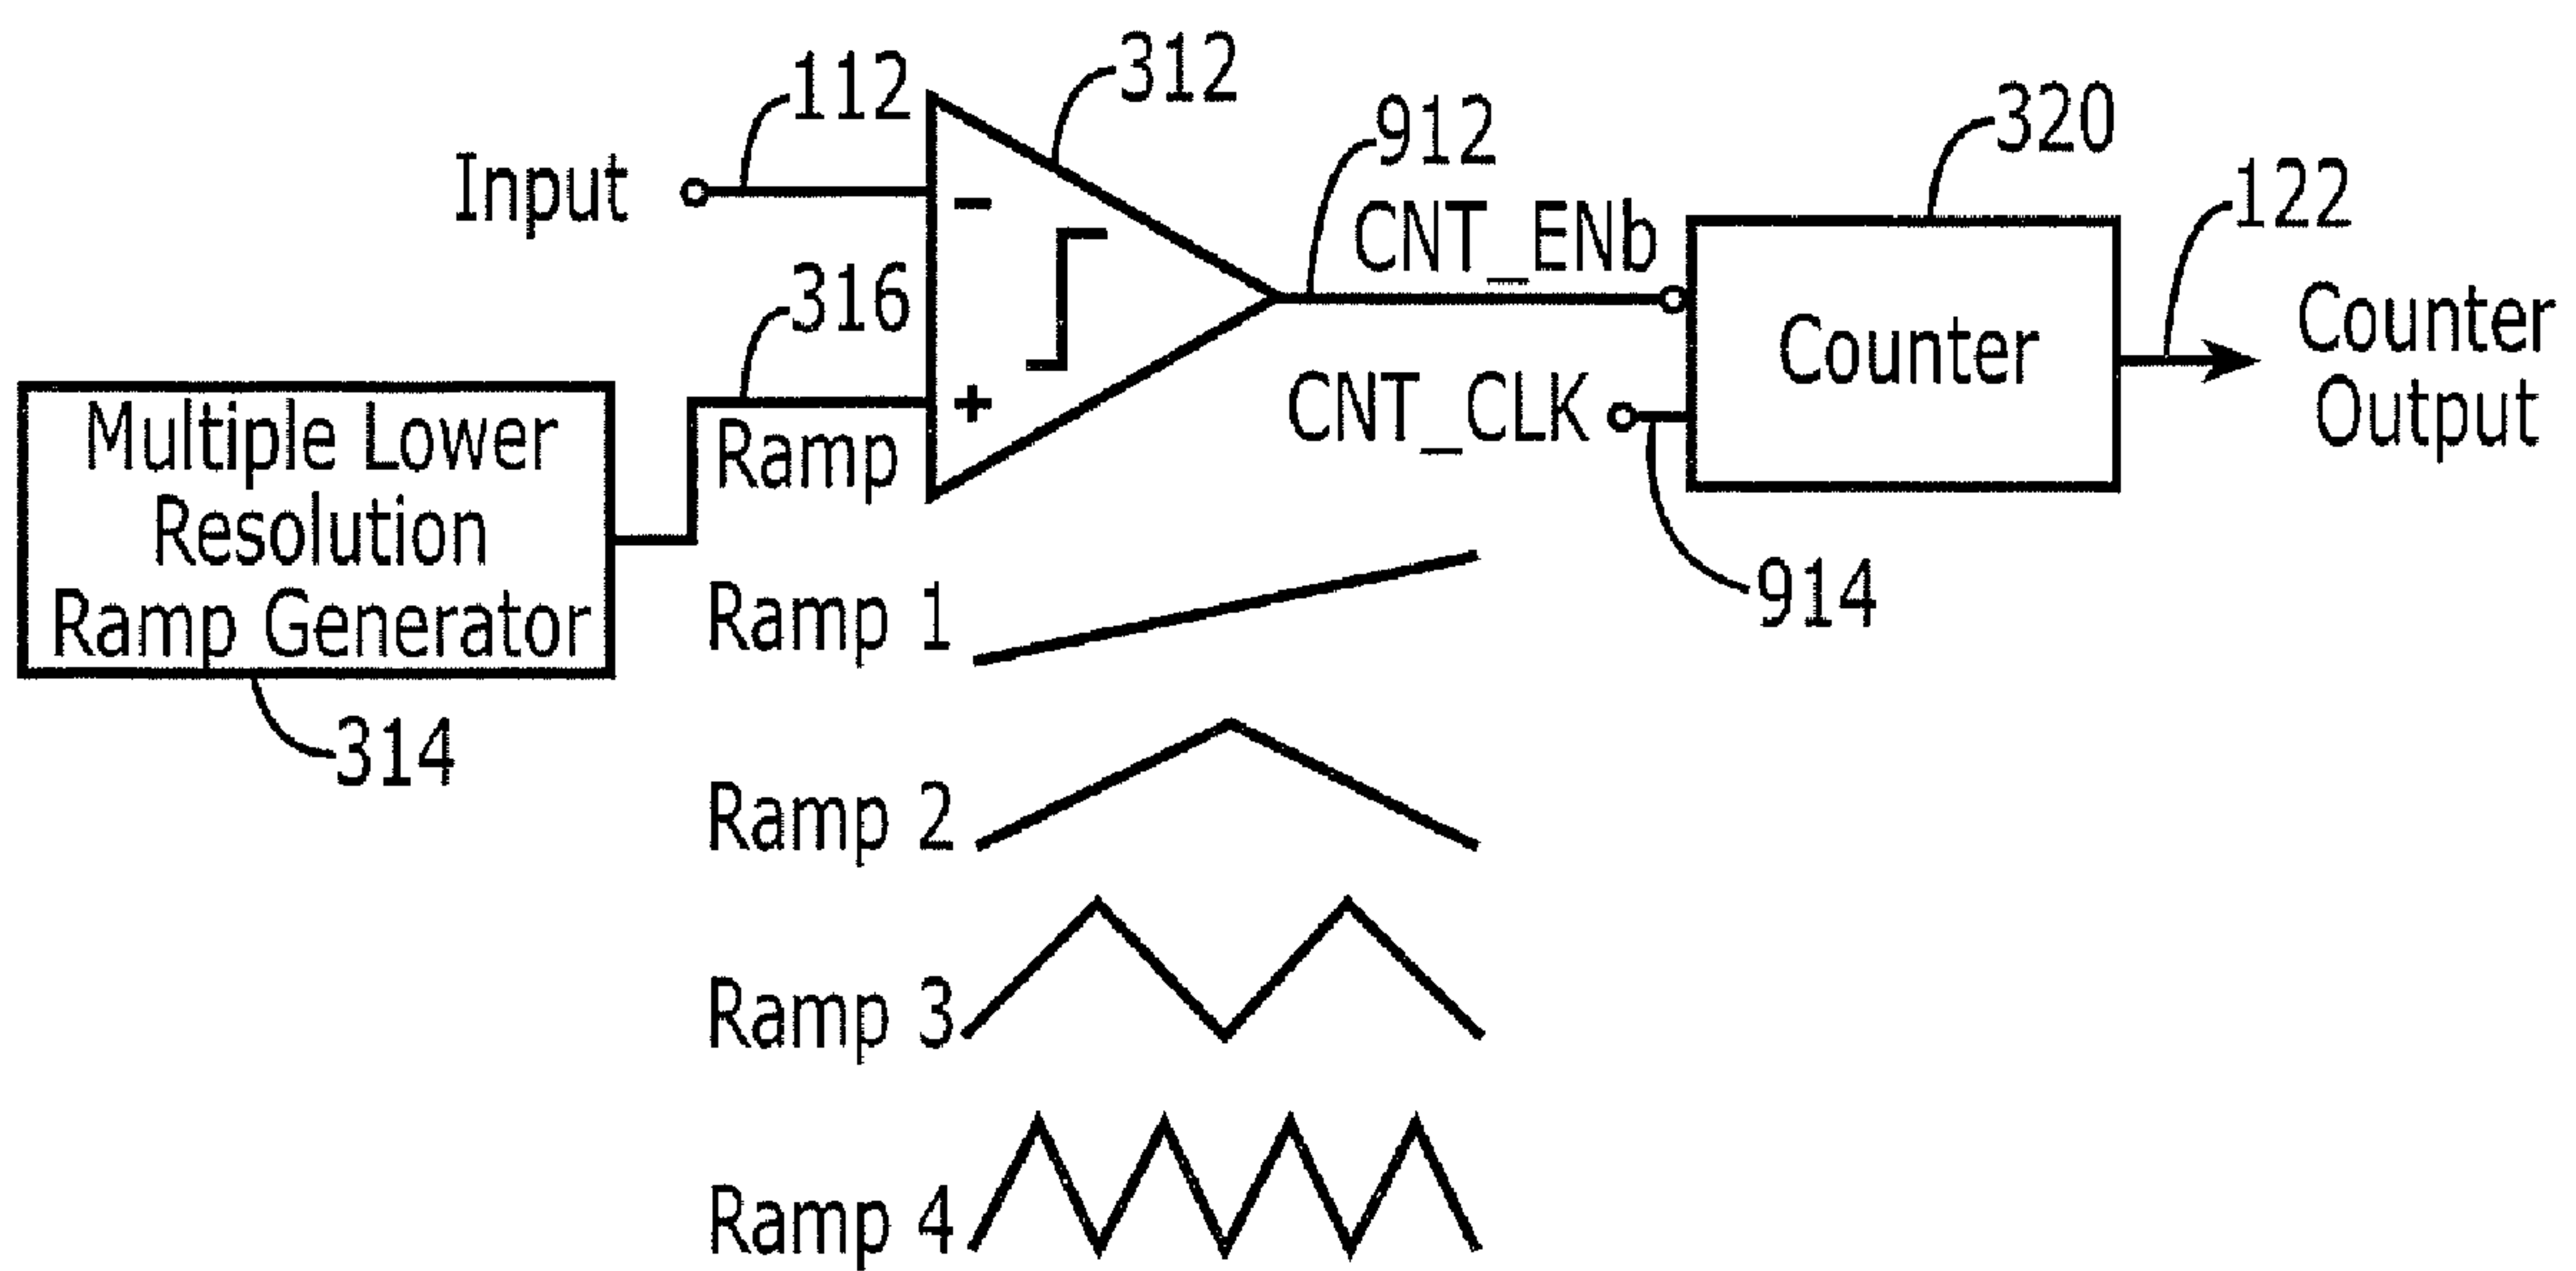 112
312
Input
912
320
CNT_ENb
122
316
Counter
Counter
Output
CNT_CLK
Ramp
Multiple Lower
Resolution
Ramp Generator
914
314
-
+
Ramp 1
Ramp 2
Ramp 3
Ramp 4